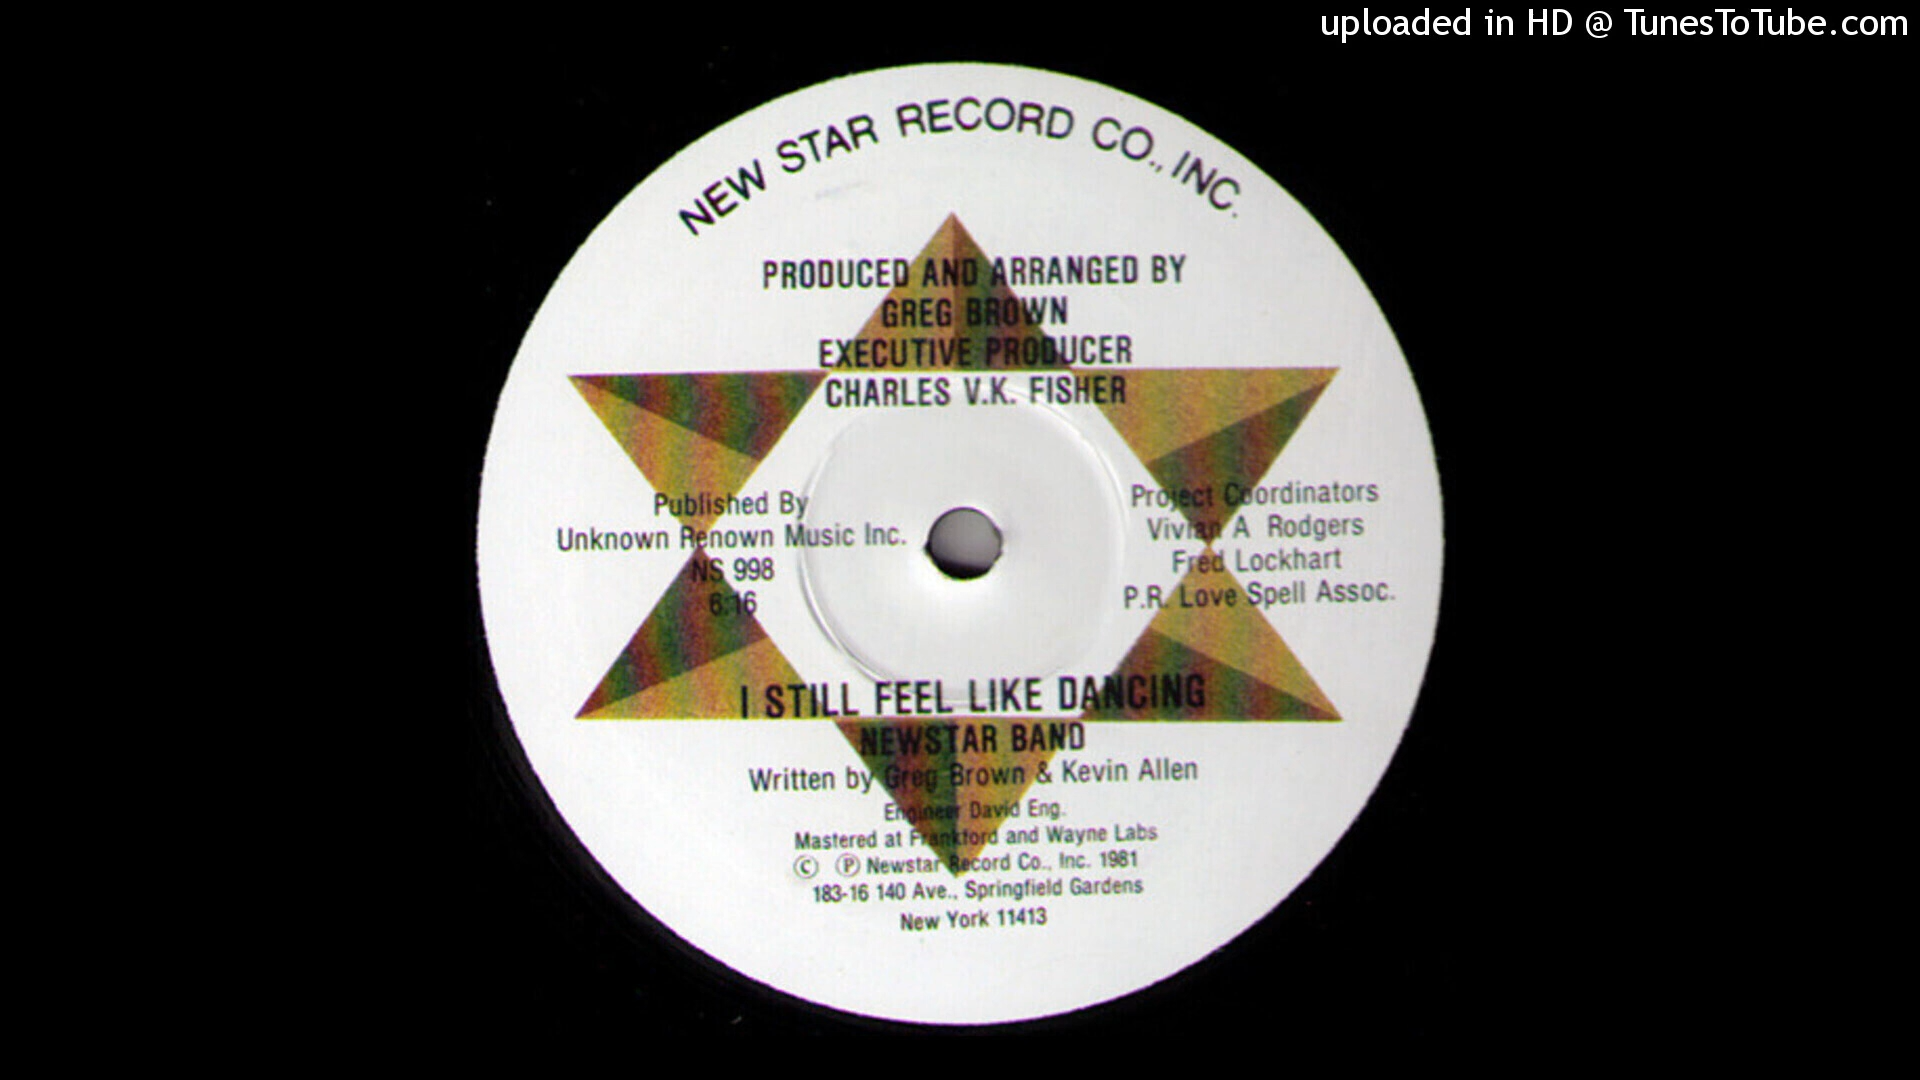 uploaded in HD @ TunesToTube.com
NEW STAR RECORD CO., INC.
PRODUCED AND ARRANGED BY
GREG BROWN
EXECUTIVE PRODUCER
CHARLES V.K. FISHER
Published By
Unknown Renown Music Inc.
NS 998
6:16
Project Coordinators
Vivian A Rodgers
Fred Lockhart
P.R. Love Spell Assoc.
I STILL FEEL LIKE DANCING
NEWSTAR BAND
Written by Greg Brown & Kevin Allen
Engineer David Eng.
Mastered at Frankford and Wayne Labs
© ℗ Newstar Record Co., Inc. 1981
183-16 140 Ave., Springfield Gardens
New York 11413